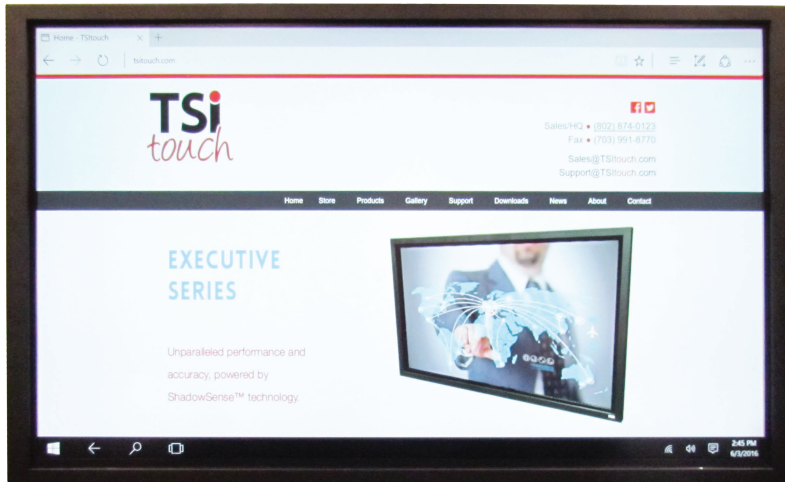 Home - TSItouch
tsitouch.com
TSi
touch
Sales/HQ • (802) 874-0123
Fax • (703) 991-8770
Sales@TSItouch.com
Support@TSItouch.com
Home Store Products Gallery Support Downloads News About Contact
EXECUTIVE
SERIES
Unparalleled performance and
accuracy, powered by
ShadowSense™ technology.
2:45 PM
6/3/2016